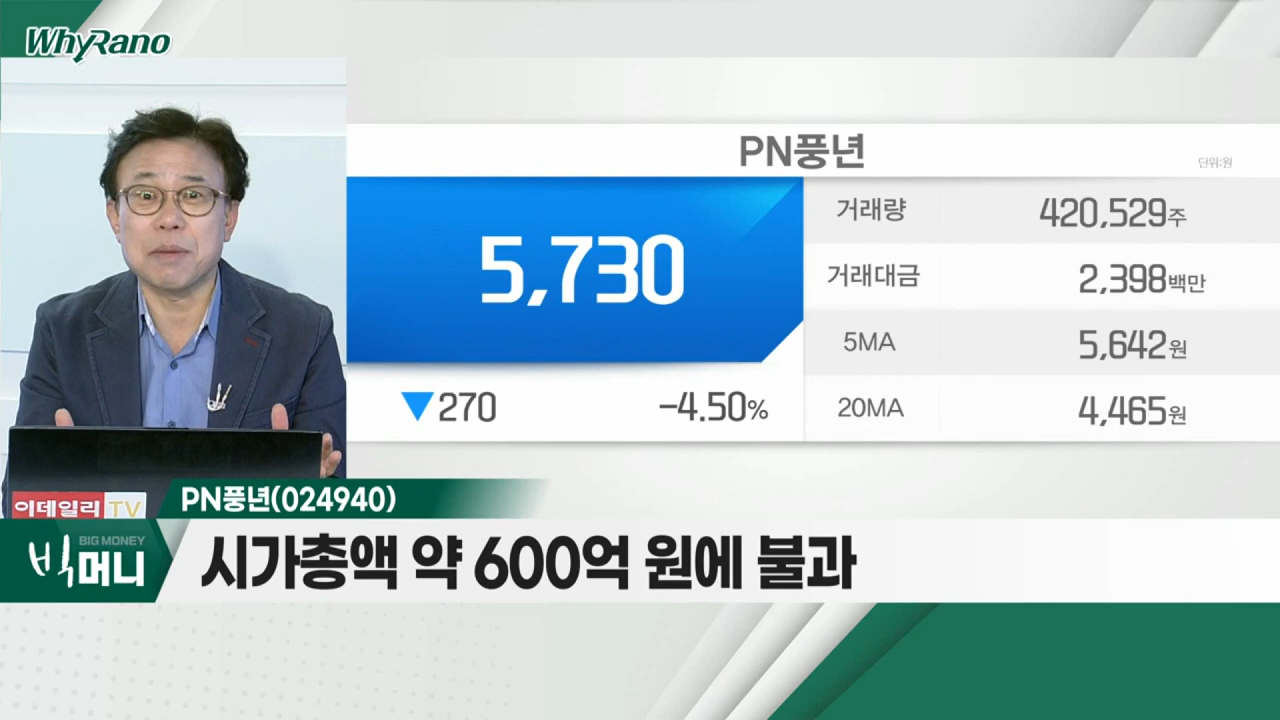 WhyRano
PN풍년
단위:원
5,730
▼270 -4.50%
거래량 420,529주
거래대금 2,398백만
5MA 5,642원
20MA 4,465원
이데일리 TV
PN풍년(024940)
BIG MONEY
빅머니
시가총액 약 600억 원에 불과